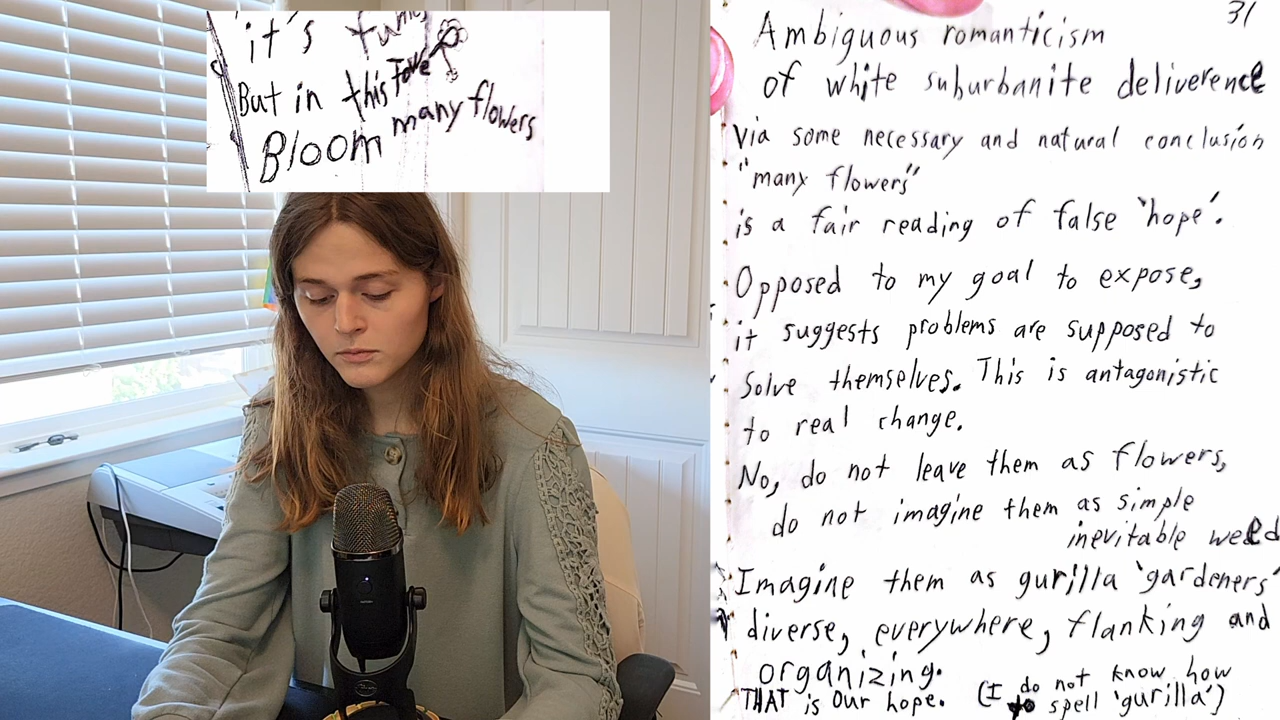 it's
But in this Tove
Bloom many flowers
31
Ambiguous romanticism
of white suburbanite deliverence
Via some necessary and natural conclusion
"many flowers"
is a fair reading of false 'hope'.
Opposed to my goal to expose,
it suggests problems are supposed to
Solve themselves. This is antagonistic
to real change.
No, do not leave them as flowers,
do not imagine them as simple
inevitable weed
Imagine them as gurilla 'gardeners'
diverse, everywhere, flanking and
organizing.
THAT is our hope. (I do not know how
to spell 'gurilla')